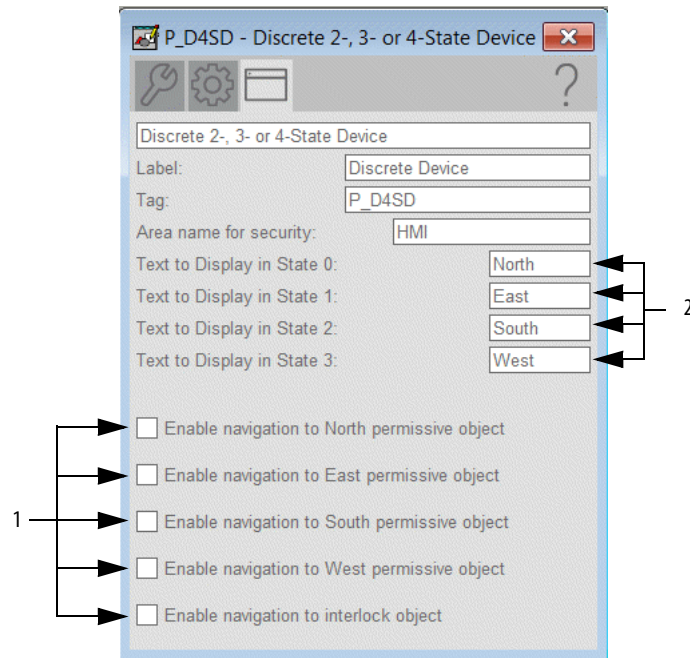 P_D4SD - Discrete 2-, 3- or 4-State Device
?
Discrete 2-, 3- or 4-State Device
Label: Discrete Device
Tag: P_D4SD
Area name for security: HMI
Text to Display in State 0: North
Text to Display in State 1: East
Text to Display in State 2: South
Text to Display in State 3: West
2
Enable navigation to North permissive object
Enable navigation to East permissive object
1
Enable navigation to South permissive object
Enable navigation to West permissive object
Enable navigation to interlock object